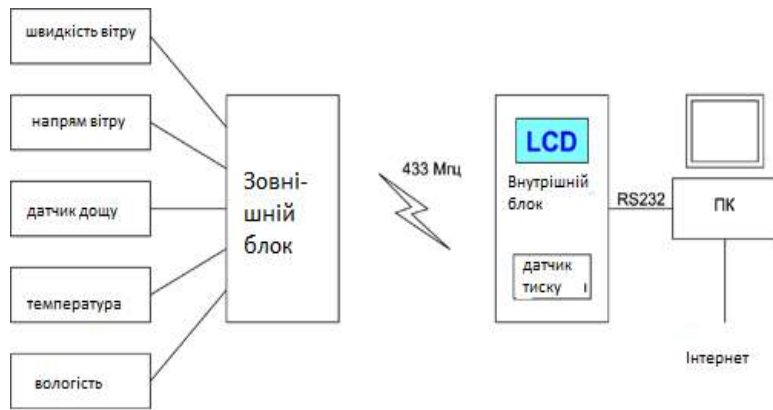 швидкість вітру
напрям вітру
датчик дощу
температура
вологість
Зовні-
шній
блок
433 Мгц
LCD
Внутрішній
блок
датчик
тиску
RS232
ПК
Інтернет